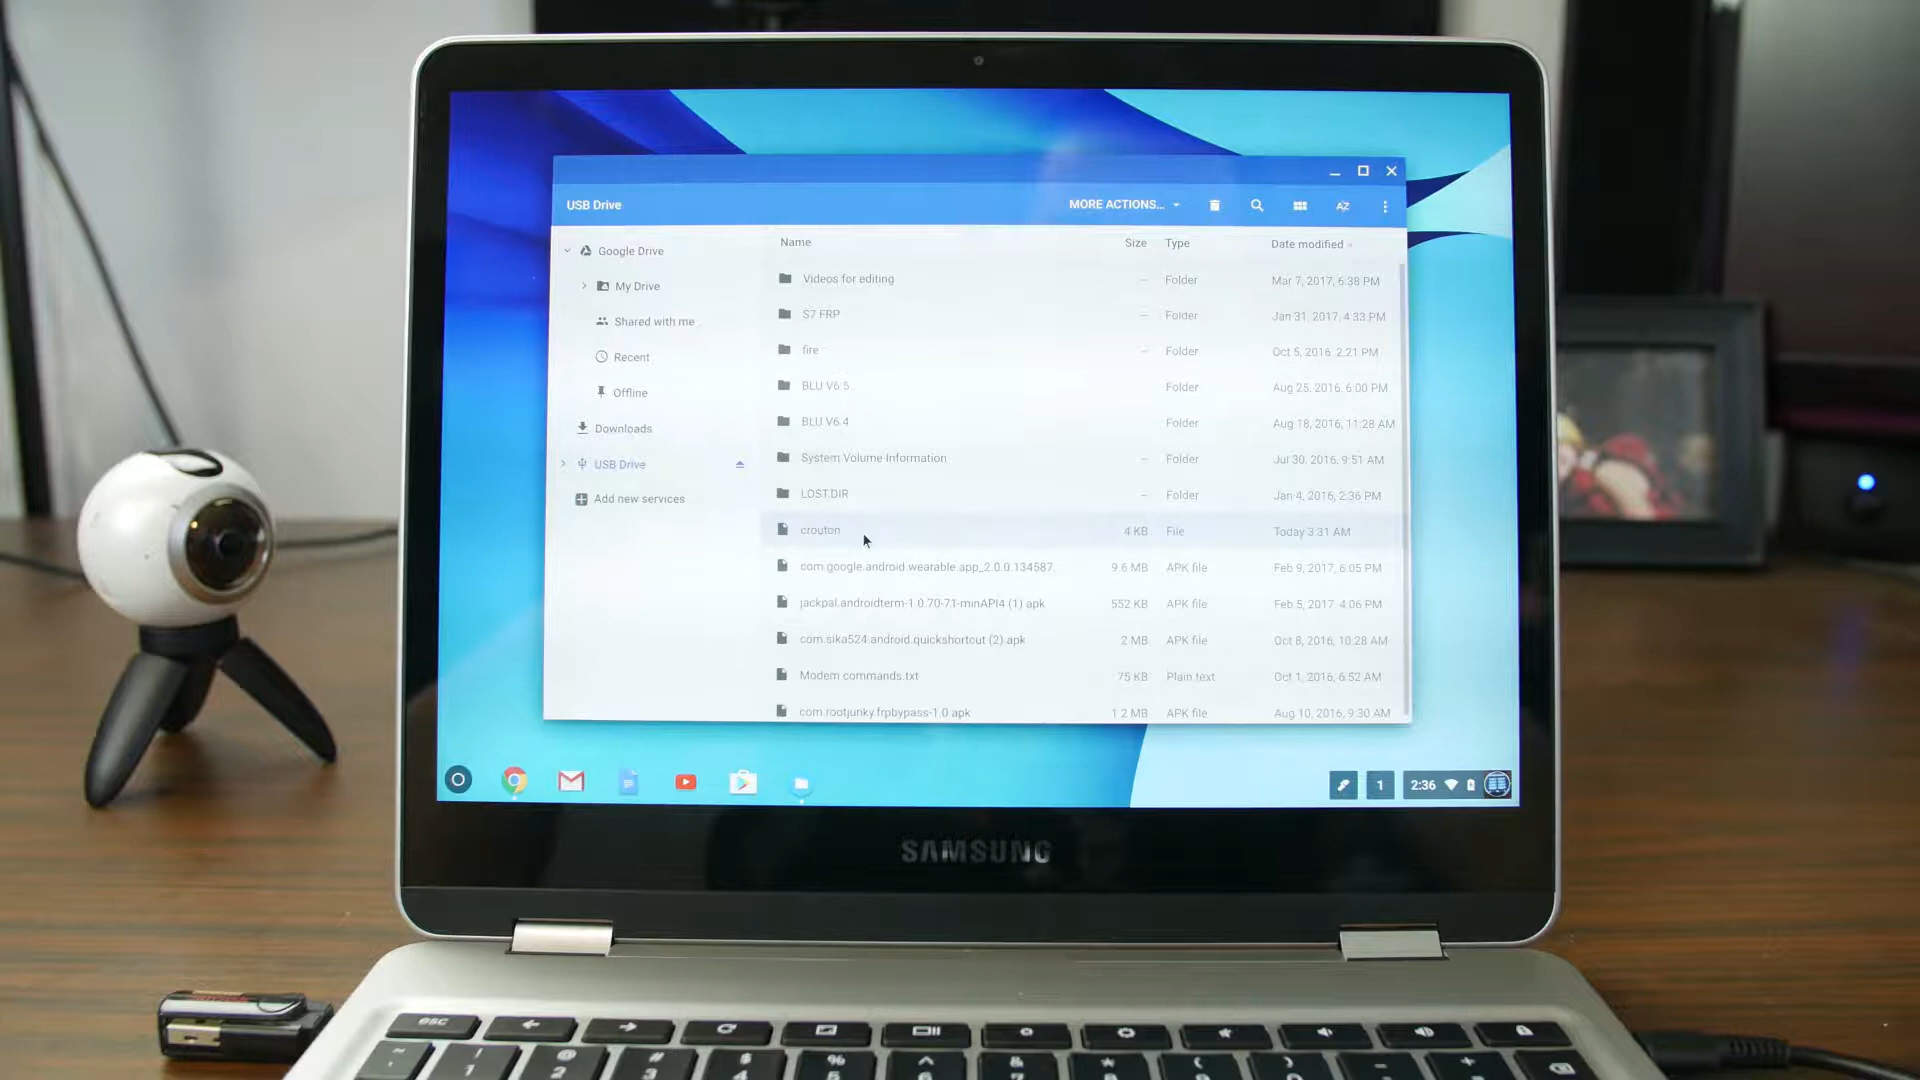 USB Drive MORE ACTIONS... AZ
Google Drive
My Drive
Shared with me
Recent
Offline
Downloads
USB Drive
Add new services
Name Size Type Date modified
Videos for editing -- Folder Mar 7, 2017, 6:38 PM
S7 FRP -- Folder Jan 31, 2017, 4:33 PM
fire -- Folder Oct 5, 2016 2:21 PM
BLU V6.5 Folder Aug 25, 2016, 6:00 PM
BLU V6.4 Folder Aug 18, 2016, 11:28 AM
System Volume Information -- Folder Jul 30, 2016, 9:51 AM
LOST.DIR -- Folder Jan 4, 2016, 2:36 PM
crouton 4 KB File Today 3:31 AM
com.google.android.wearable.app_2.0.0.134587. 9.6 MB APK file Feb 9, 2017, 6:05 PM
jackpal.androidterm-1.0.70-71-minAPI4 (1).apk 552 KB APK file Feb 5, 2017 4:06 PM
com.sika524.android.quickshortcut (2).apk 2 MB APK file Oct 8, 2016, 10:28 AM
Modem commands.txt 75 KB Plain text Oct 1, 2016, 6:52 AM
com.rootjunky.frpbypass-1.0.apk 1.2 MB APK file Aug 10, 2016, 9:30 AM
1 2:36
SAMSUNG
esc
~ ! @ # $ % ^ & * ( ) - +
1 2 3 4 5 6 7 8